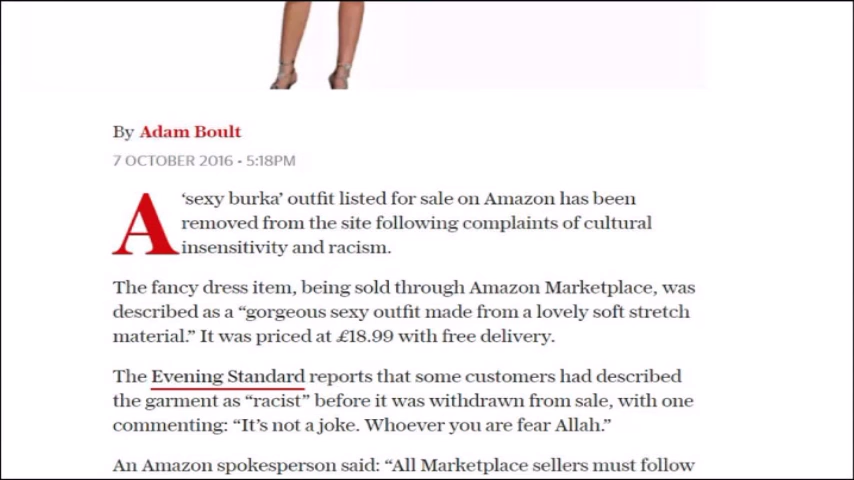 By Adam Boult
7 OCTOBER 2016 • 5:18PM
A 'sexy burka' outfit listed for sale on Amazon has been
removed from the site following complaints of cultural
insensitivity and racism.
The fancy dress item, being sold through Amazon Marketplace, was
described as a “gorgeous sexy outfit made from a lovely soft stretch
material.” It was priced at £18.99 with free delivery.
The Evening Standard reports that some customers had described
the garment as “racist” before it was withdrawn from sale, with one
commenting: “It's not a joke. Whoever you are fear Allah.”
An Amazon spokesperson said: “All Marketplace sellers must follow